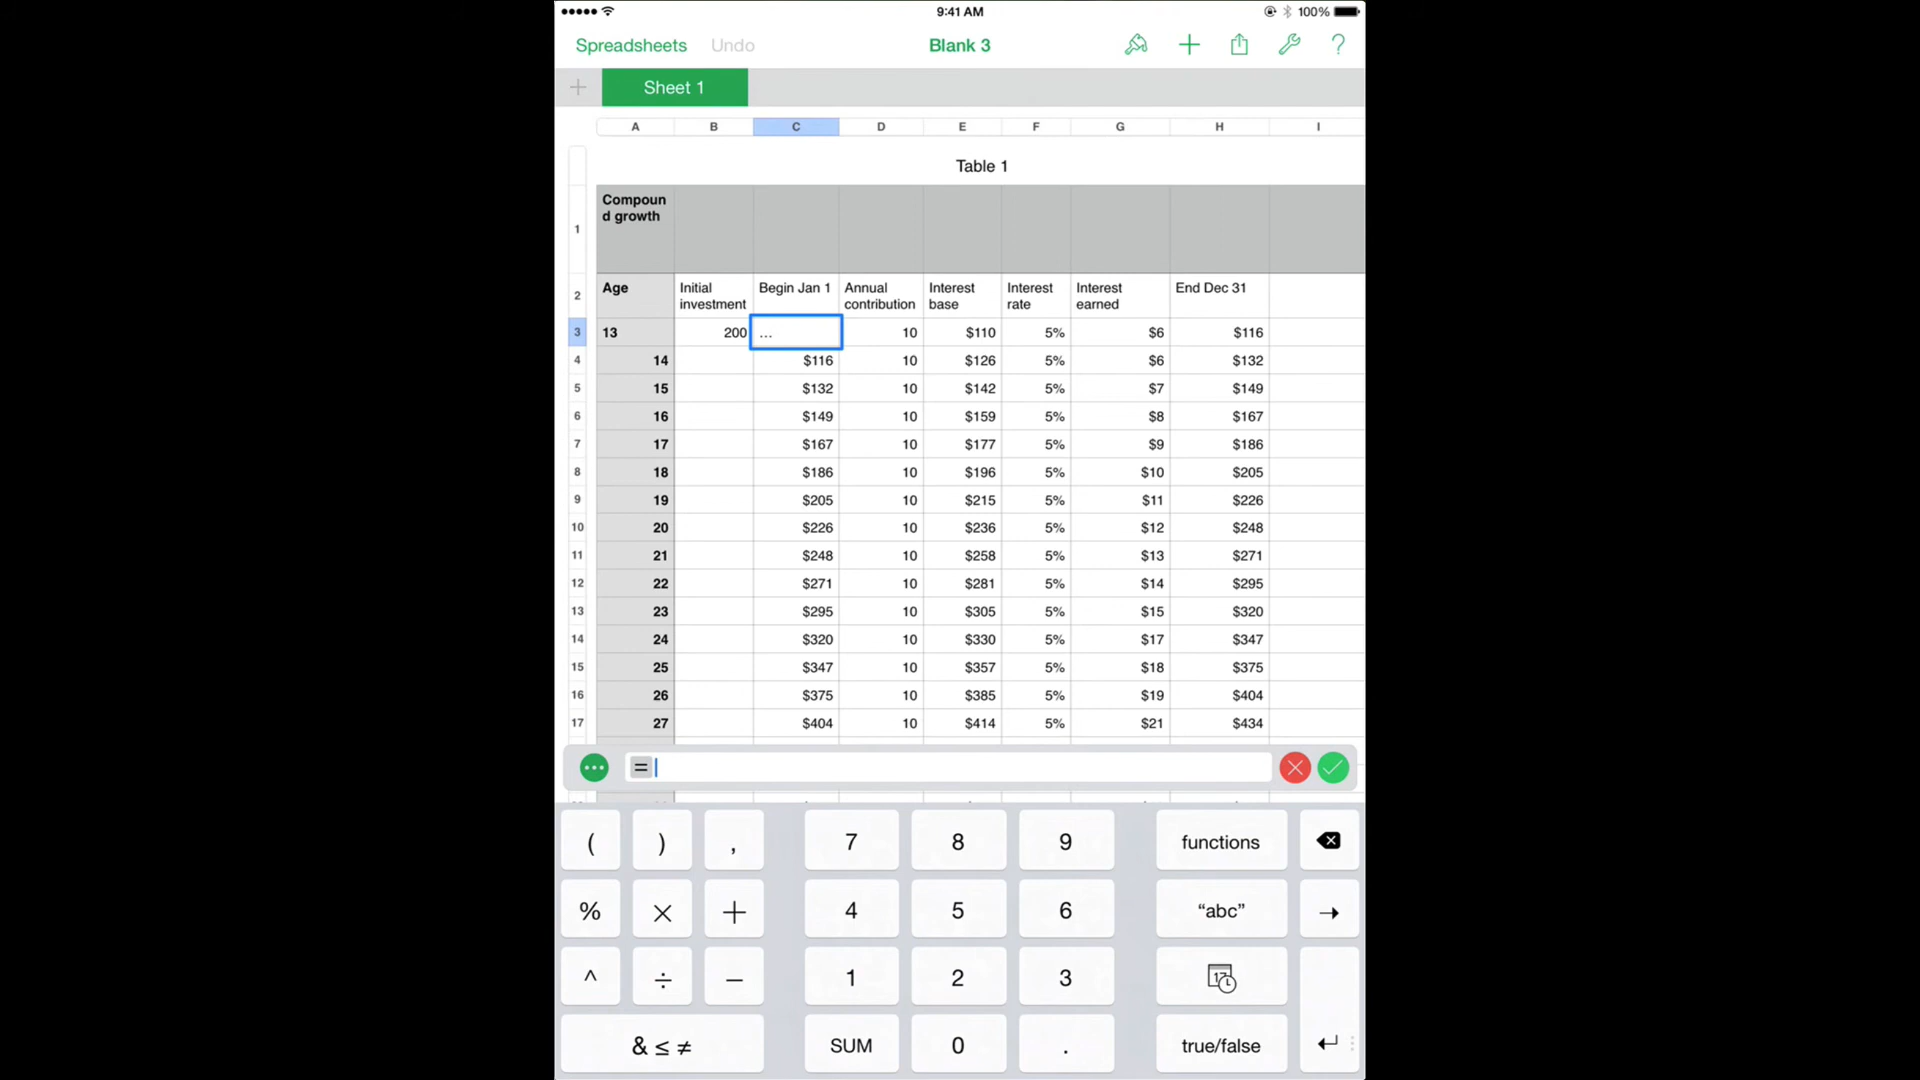 9:41 AM 100%
Spreadsheets Undo Blank 3 ?
+ Sheet 1
A B C D E F G H I
Table 1
1 Compoun
d growth
2 Age Initial investment Begin Jan 1 Annual contribution Interest base Interest rate Interest earned End Dec 31
3 13 200 ... 10 $110 5% $6 $116
4 14 $116 10 $126 5% $6 $132
5 15 $132 10 $142 5% $7 $149
6 16 $149 10 $159 5% $8 $167
7 17 $167 10 $177 5% $9 $186
8 18 $186 10 $196 5% $10 $205
9 19 $205 10 $215 5% $11 $226
10 20 $226 10 $236 5% $12 $248
11 21 $248 10 $258 5% $13 $271
12 22 $271 10 $281 5% $14 $295
13 23 $295 10 $305 5% $15 $320
14 24 $320 10 $330 5% $17 $347
15 25 $347 10 $357 5% $18 $375
16 26 $375 10 $385 5% $19 $404
17 27 $404 10 $414 5% $21 $434
=
( ) , 7 8 9 functions
% × + 4 5 6 “abc” →
^ ÷ − 1 2 3 17
& ≤ ≠ SUM 0 . true/false